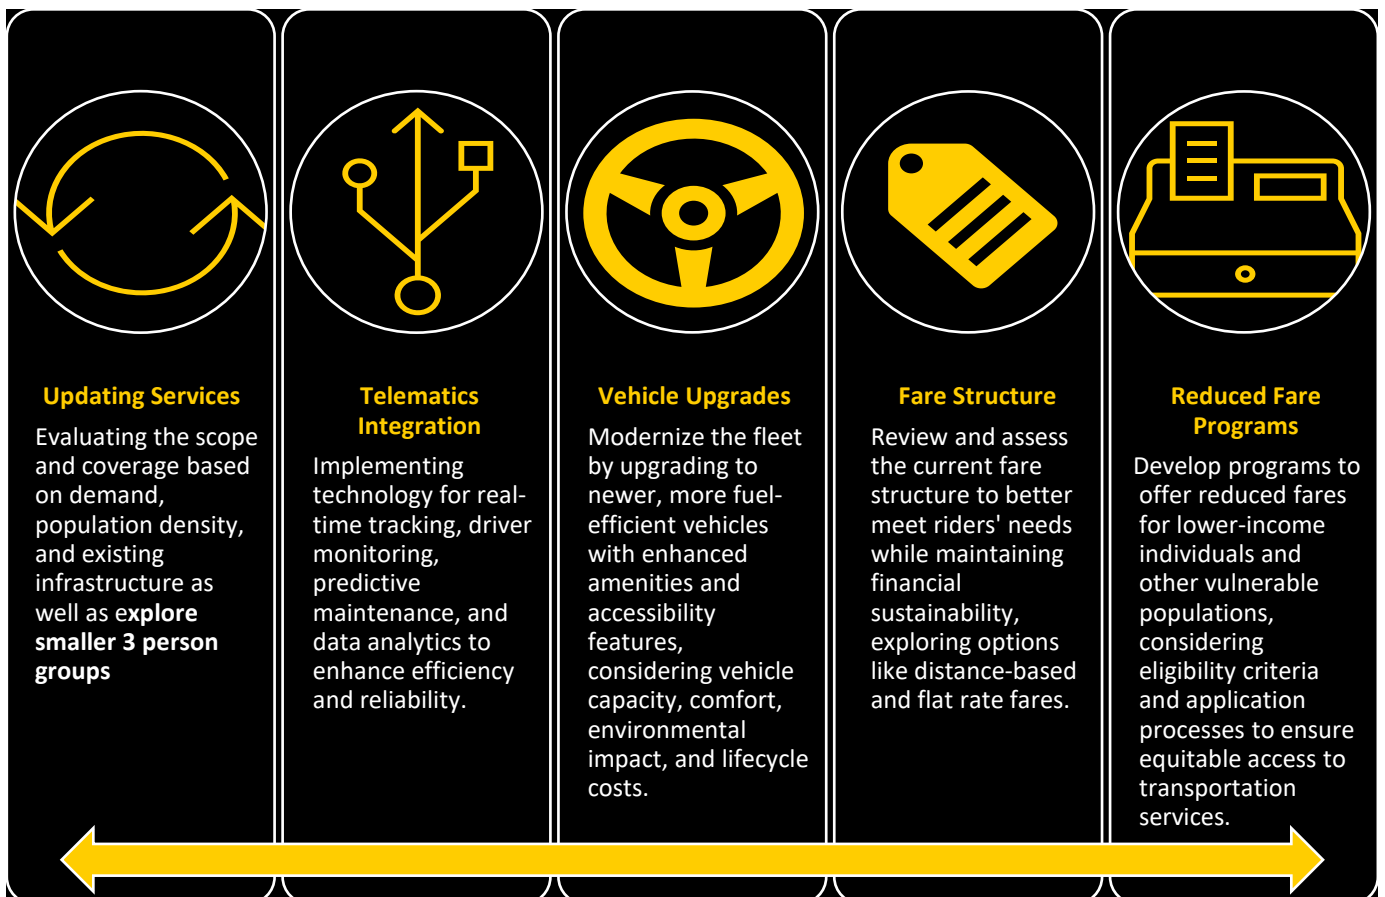 Updating Services
Evaluating the scope
and coverage based
on demand,
population density,
and existing
infrastructure as
well as explore
smaller 3 person
groups
Telematics
Integration
Implementing
technology for real-
time tracking, driver
monitoring,
predictive
maintenance, and
data analytics to
enhance efficiency
and reliability.
Vehicle Upgrades
Modernize the fleet
by upgrading to
newer, more fuel-
efficient vehicles
with enhanced
amenities and
accessibility
features,
considering vehicle
capacity, comfort,
environmental
impact, and lifecycle
costs.
Fare Structure
Review and assess
the current fare
structure to better
meet riders' needs
while maintaining
financial
sustainability,
exploring options
like distance-based
and flat rate fares.
Reduced Fare
Programs
Develop programs to
offer reduced fares
for lower-income
individuals and
other vulnerable
populations,
considering
eligibility criteria
and application
processes to ensure
equitable access to
transportation
services.